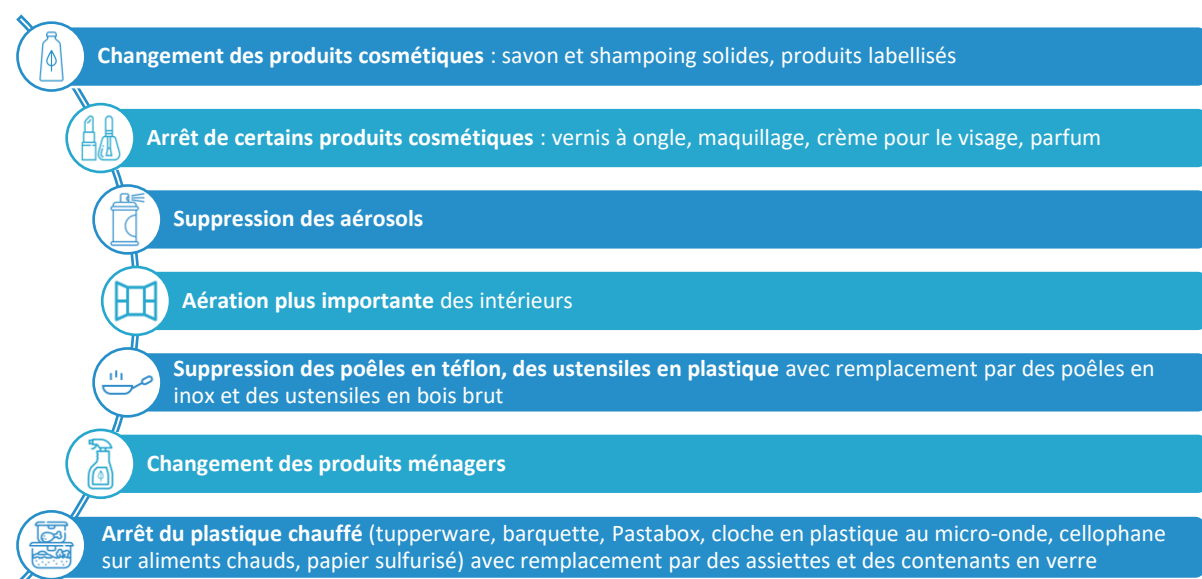 Changement des produits cosmétiques : savon et shampoing solides, produits labellisés
Arrêt de certains produits cosmétiques : vernis à ongle, maquillage, crème pour le visage, parfum
Suppression des aérosols
Aération plus importante des intérieurs
Suppression des poêles en téflon, des ustensiles en plastique avec remplacement par des poêles en
inox et des ustensiles en bois brut
Changement des produits ménagers
Arrêt du plastique chauffé (tupperware, barquette, Pastabox, cloche en plastique au micro-onde, cellophane
sur aliments chauds, papier sulfurisé) avec remplacement par des assiettes et des contenants en verre